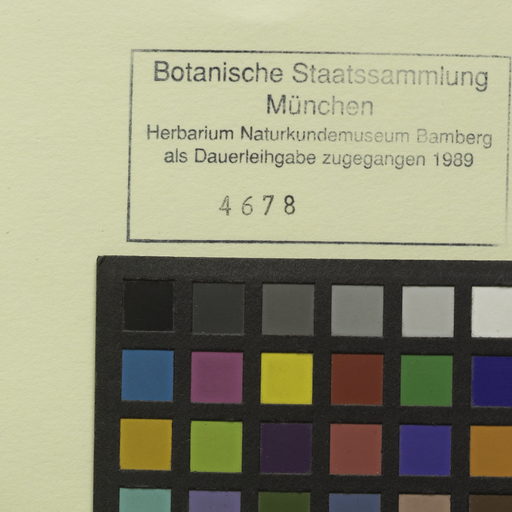 Botanische Staatssammlung
München
Herbarium Naturkundemuseum Bamberg
als Dauerleihgabe zugegangen 1989
4678